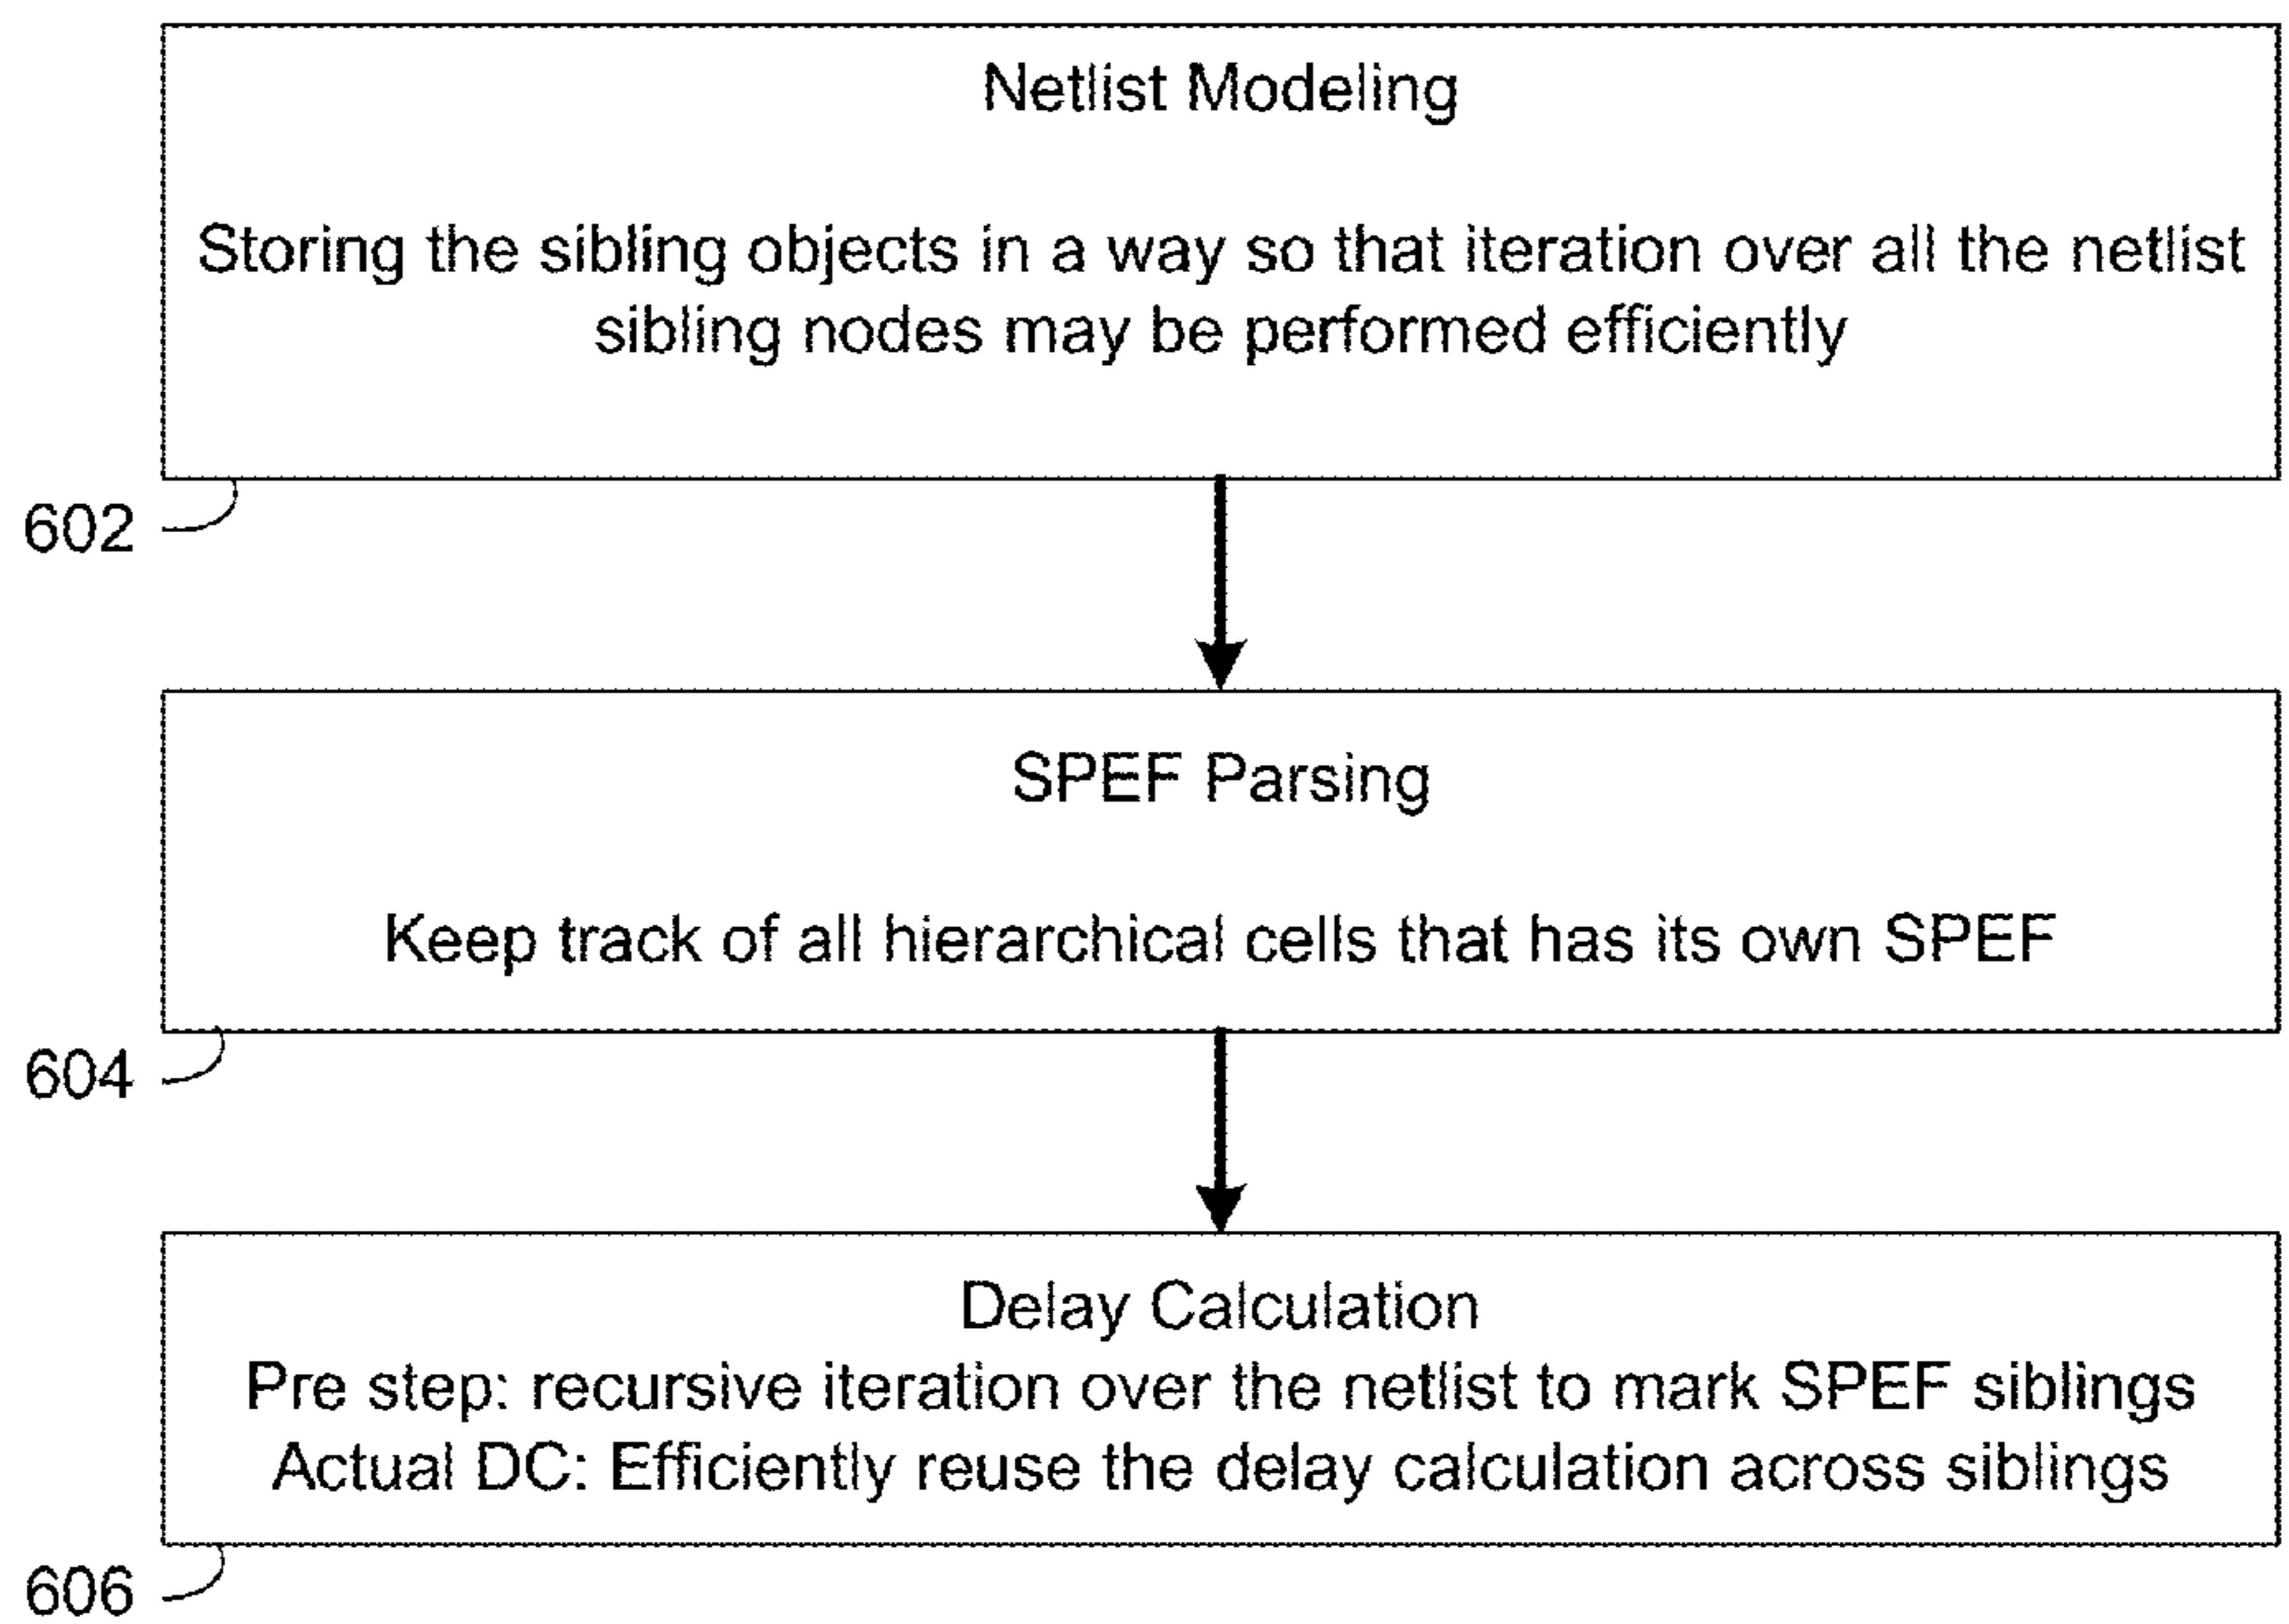 Netlist Modeling
Storing the sibling objects in a way so that iteration over all the netlist
sibling nodes may be performed efficiently
602
SPEF Parsing
Keep track of all hierarchical cells that has its own SPEF
604
Delay Calculation
Pre step: recursive iteration over the netlist to mark SPEF siblings
Actual DC: Efficiently reuse the delay calculation across siblings
606